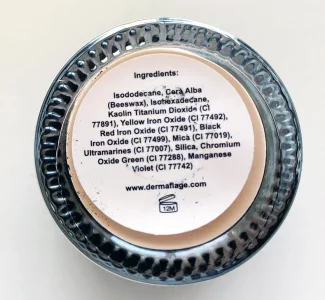 Ingredients:
Isododecane, Cera Alba
(Beeswax), Isohexadecane,
Kaolin Titanium Dioxide (CI
77891), Yellow Iron Oxide (CI 77492),
Red Iron Oxide (CI 77491), Black
Iron Oxide (CI 77499), Mica (CI 77019),
Ultramarines (CI 77007), Silica, Chromium
Oxide Green (CI 77288), Manganese
Violet (CI 77742)
www.dermaflage.com
12M